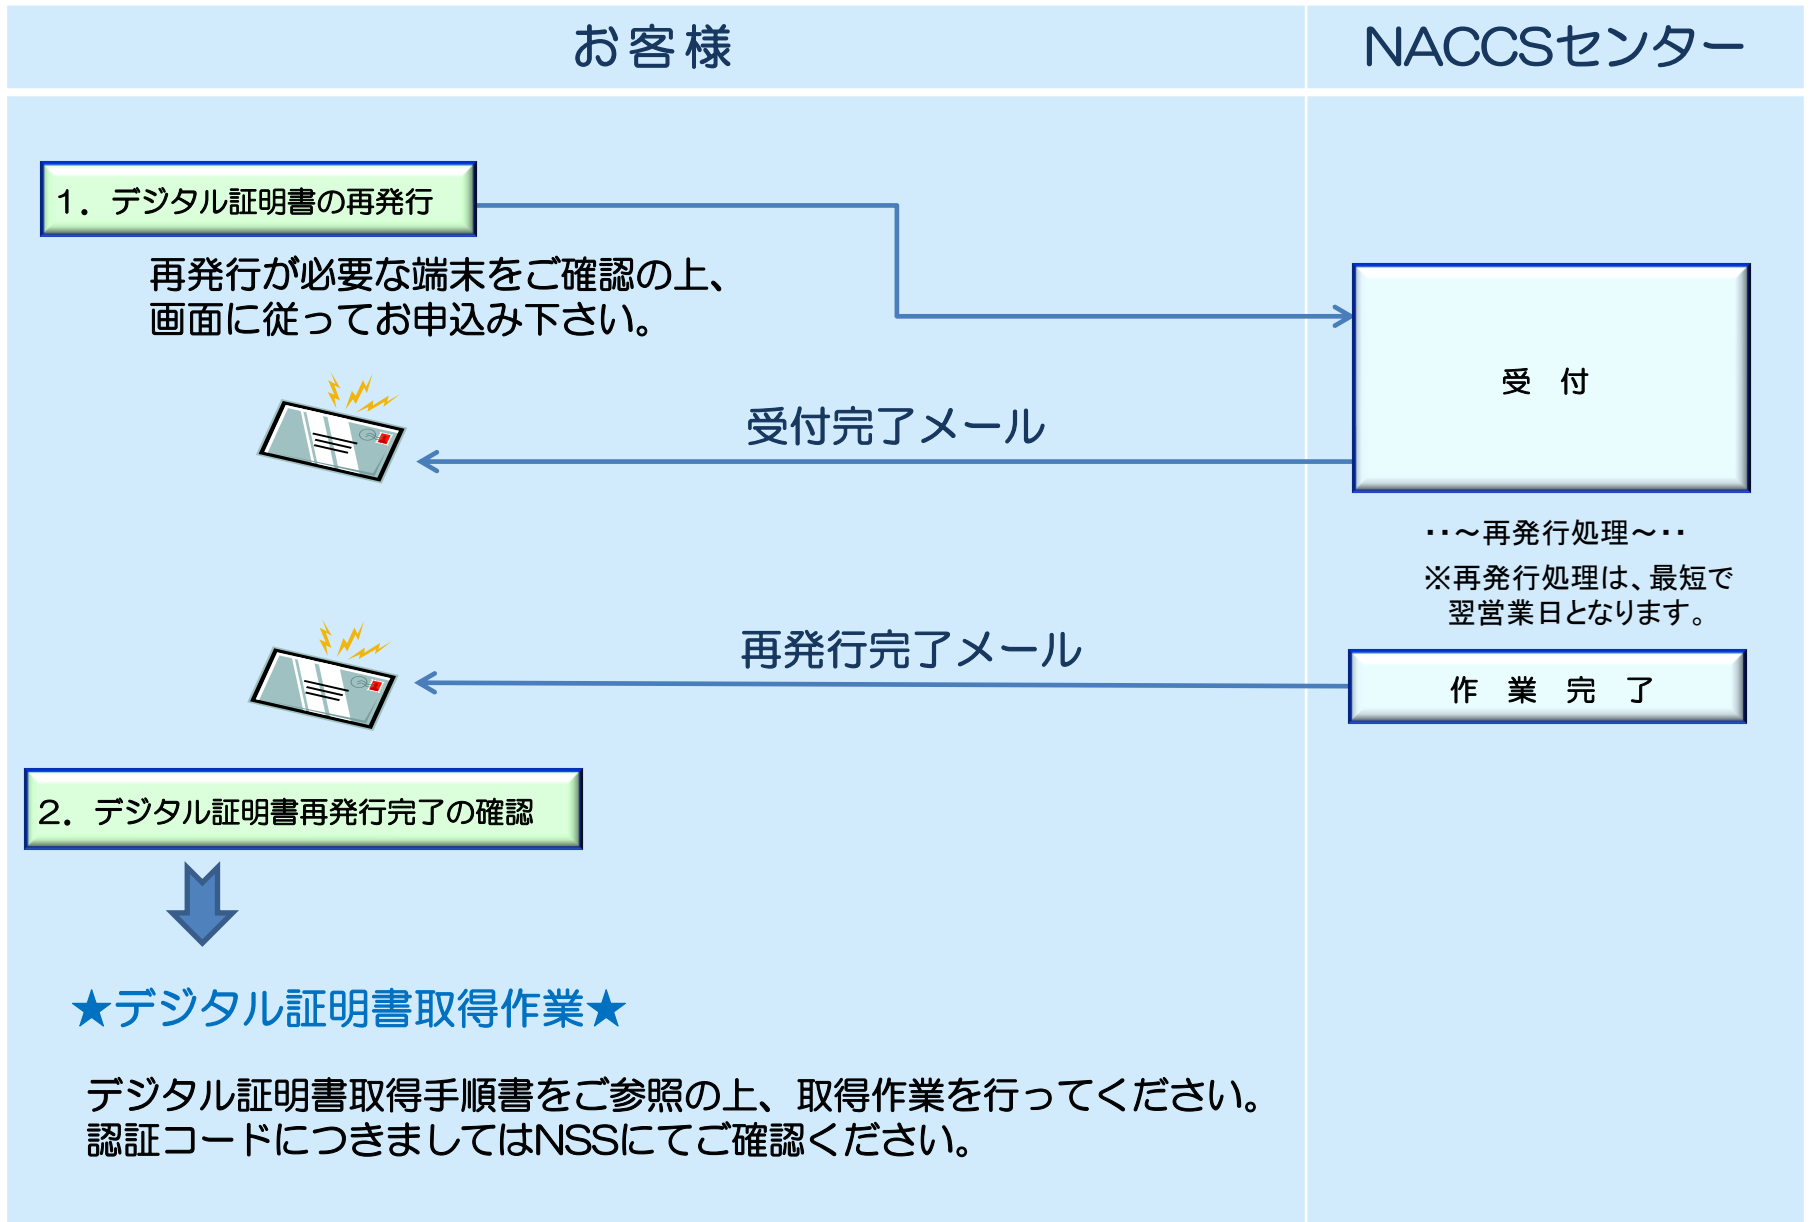 お客様
NACCSセンター
1．デジタル証明書の再発行
再発行が必要な端末をご確認の上、
画面に従ってお申込み下さい。
受　付
受付完了メール
・・～再発行処理～・・
※再発行処理は、最短で
翌営業日となります。
再発行完了メール
作　業　完　了
2．デジタル証明書再発行完了の確認
★デジタル証明書取得作業★
デジタル証明書取得手順書をご参照の上、取得作業を行ってください。
認証コードにつきましてはNSSにてご確認ください。